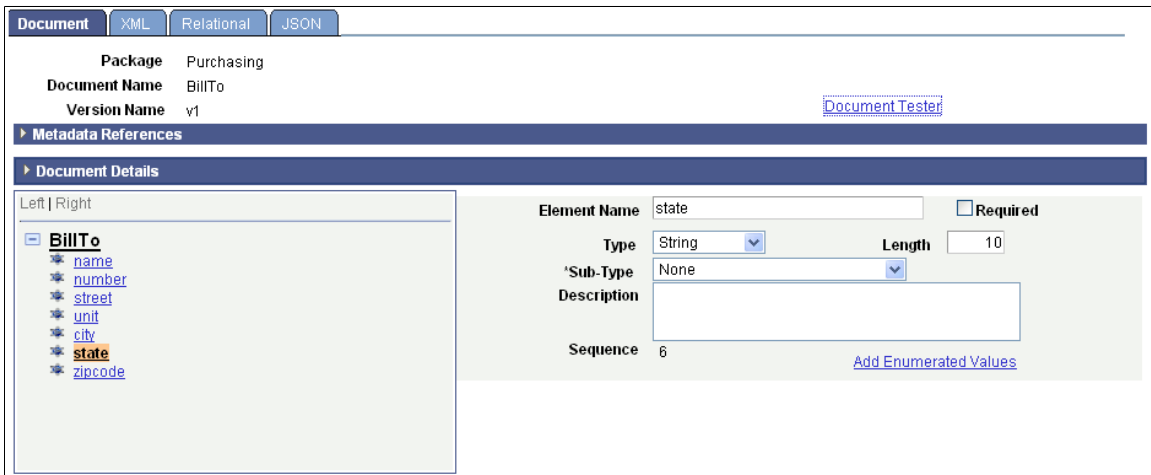 Document XML Relational JSON
Package Purchasing
Document Name BillTo
Version Name v1
Document Tester
Metadata References
Document Details
Left | Right
BillTo
name
number
street
unit
city
state
zipcode
Element Name state Required
Type String Length 10
*Sub-Type None
Description
Sequence 6
Add Enumerated Values